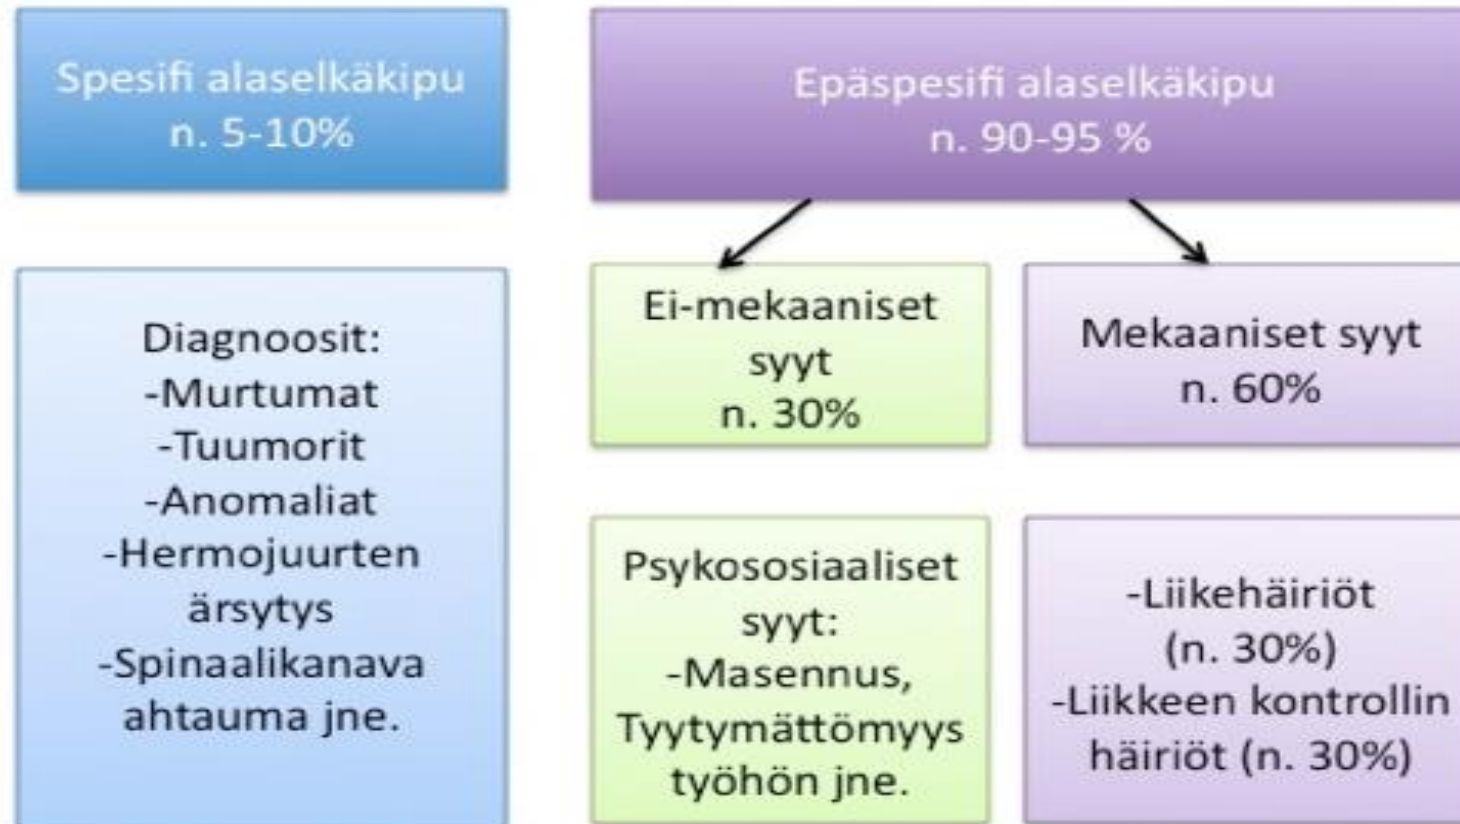 Spesifi alaselkäkipu
n. 5-10%
Epäspesifi alaselkäkipu
n. 90-95 %
Diagnoosit:
-Murtumat
-Tuumorit
-Anomaliat
-Hermojuurten
ärsytys
-Spinaalikanava
ahtauma jne.
Ei-mekaaniset
syyt
n. 30%
Mekaaniset syyt
n. 60%
Psykososiaaliset
syyt:
-Masennus,
Tyytymättömyys
työhön jne.
-Liikehäiriöt
(n. 30%)
-Liikkeen kontrollin
häiriöt (n. 30%)